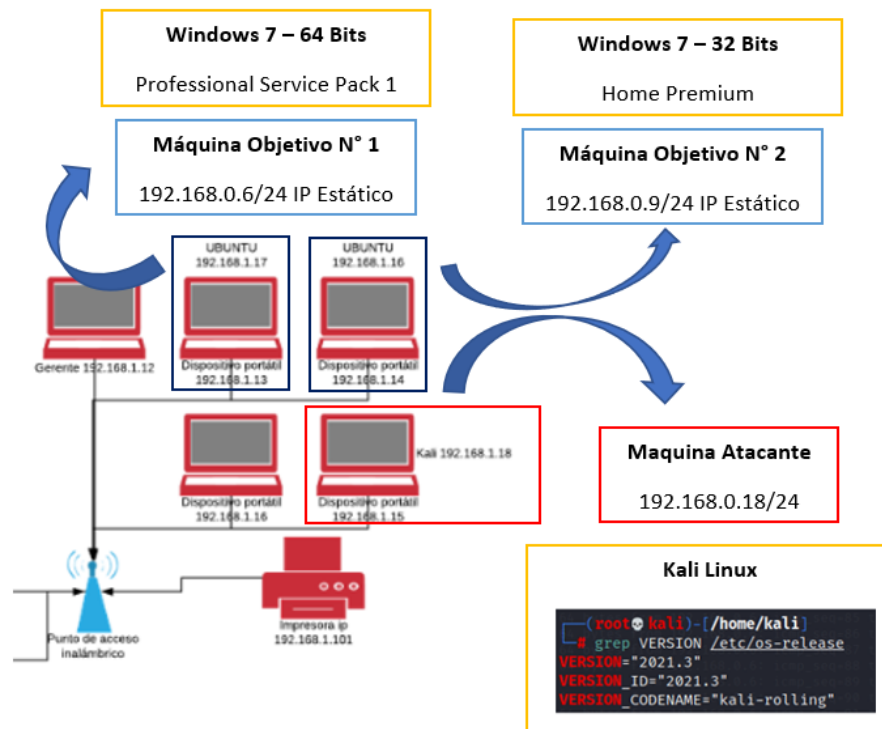 Windows 7 – 64 Bits
Professional Service Pack 1
Windows 7 – 32 Bits
Home Premium
Máquina Objetivo N° 1
192.168.0.6/24 IP Estático
Máquina Objetivo N° 2
192.168.0.9/24 IP Estático
UBUNTU
192.168.1.17
UBUNTU
192.168.1.16
Gerente 192.168.1.12
Dispositivo portátil
192.168.1.13
Dispositivo portátil
192.168.1.14
Kali 192.168.1.18
Dispositivo portátil
192.168.1.16
Dispositivo portátil
192.168.1.15
Maquina Atacante
192.168.0.18/24
Punto de acceso
inalámbrico
Impresora ip
192.168.1.101
Kali Linux
(root💀kali)-[/home/kali]
# grep VERSION /etc/os-release
VERSION="2021.3"
VERSION_ID="2021.3"
VERSION_CODENAME="kali-rolling"